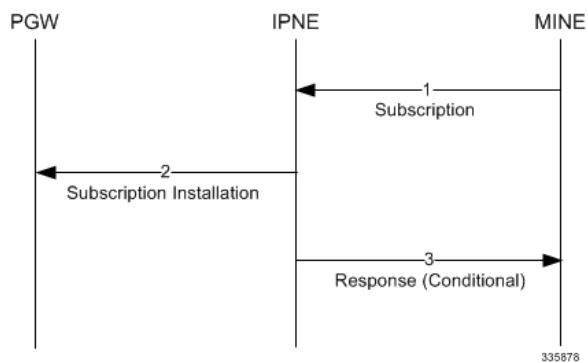 PGW IPNE MINE
1
Subscription
2
Subscription Installation
3
Response (Conditional)
335878